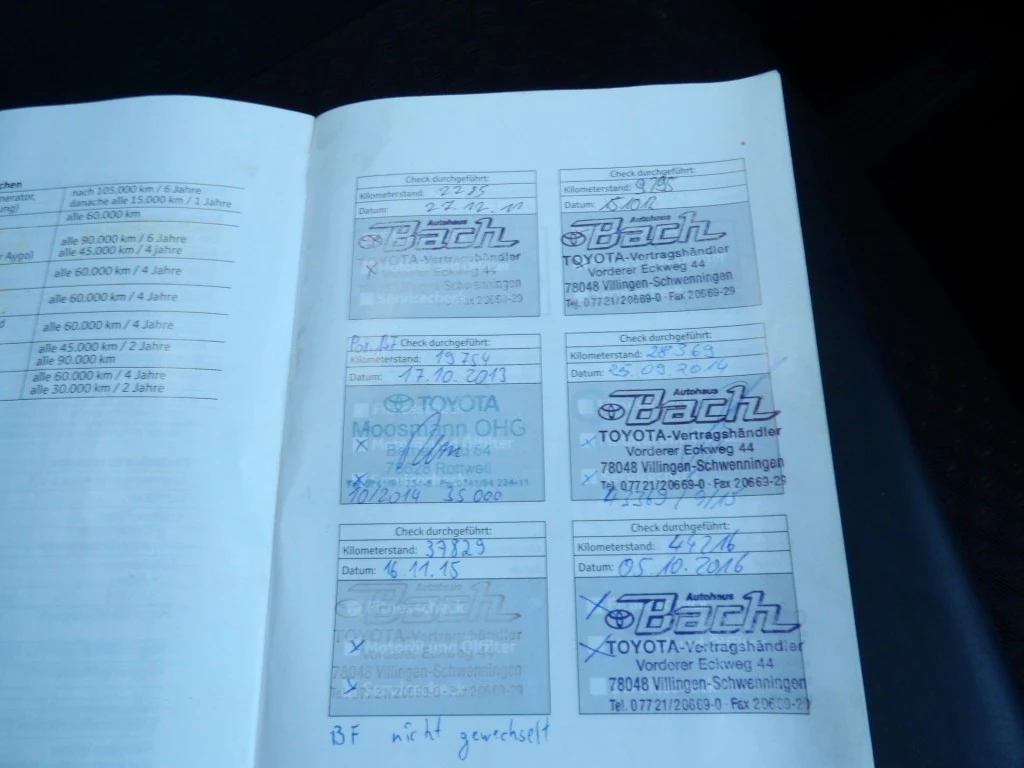 chen
nach 105.000 km / 6 Jahre
danache alle 15.000 km / 1 Jahre
alle 60.000 km
alle 90.000 km / 6 Jahre
r Aygo)
alle 45.000 km / 4 jahre
alle 60.000 km / 4 Jahre
alle 60.000 km / 4 Jahre
alle 60.000 km / 4 Jahre
alle 45.000 km / 2 Jahre
alle 90.000 km
alle 60.000 km / 4 Jahre
alle 30.000 km / 2 Jahre
Check durchgeführt:
Kilometerstand: 2285
Datum: 27.12.11
Autohaus
Bach
TOYOTA-Vertragshändler
Check durchgeführt:
Kilometerstand: 9795
Datum:
Autohaus
Bach
TOYOTA-Vertragshändler
Vorderer Eckweg 44
78048 Villingen-Schwenningen
Tel. 07721/20669-0 · Fax 20669-29
Check durchgeführt:
Kilometerstand: 19754
Datum: 17.10.2013
TOYOTA
Moosmann OHG
78628 Rottweil
10/2014 35.000
Check durchgeführt:
Kilometerstand: 28369
Datum: 25.09.2014
Autohaus
Bach
TOYOTA-Vertragshändler
Vorderer Eckweg 44
78048 Villingen-Schwenningen
Tel. 07721/20669-0 · Fax 20669-29
Check durchgeführt:
Kilometerstand: 37829
Datum: 16 11.15
Bach
TOYOTA-Vertragshändler
Motoröl und Ölfilter
78048 Villingen-Schwenningen
BF nicht gewechselt
Check durchgeführt:
Kilometerstand: 44216
Datum: 05.10.2016
Autohaus
Bach
TOYOTA-Vertragshändler
Vorderer Eckweg 44
78048 Villingen-Schwenningen
Tel. 07721/20669-0 · Fax 20669-29